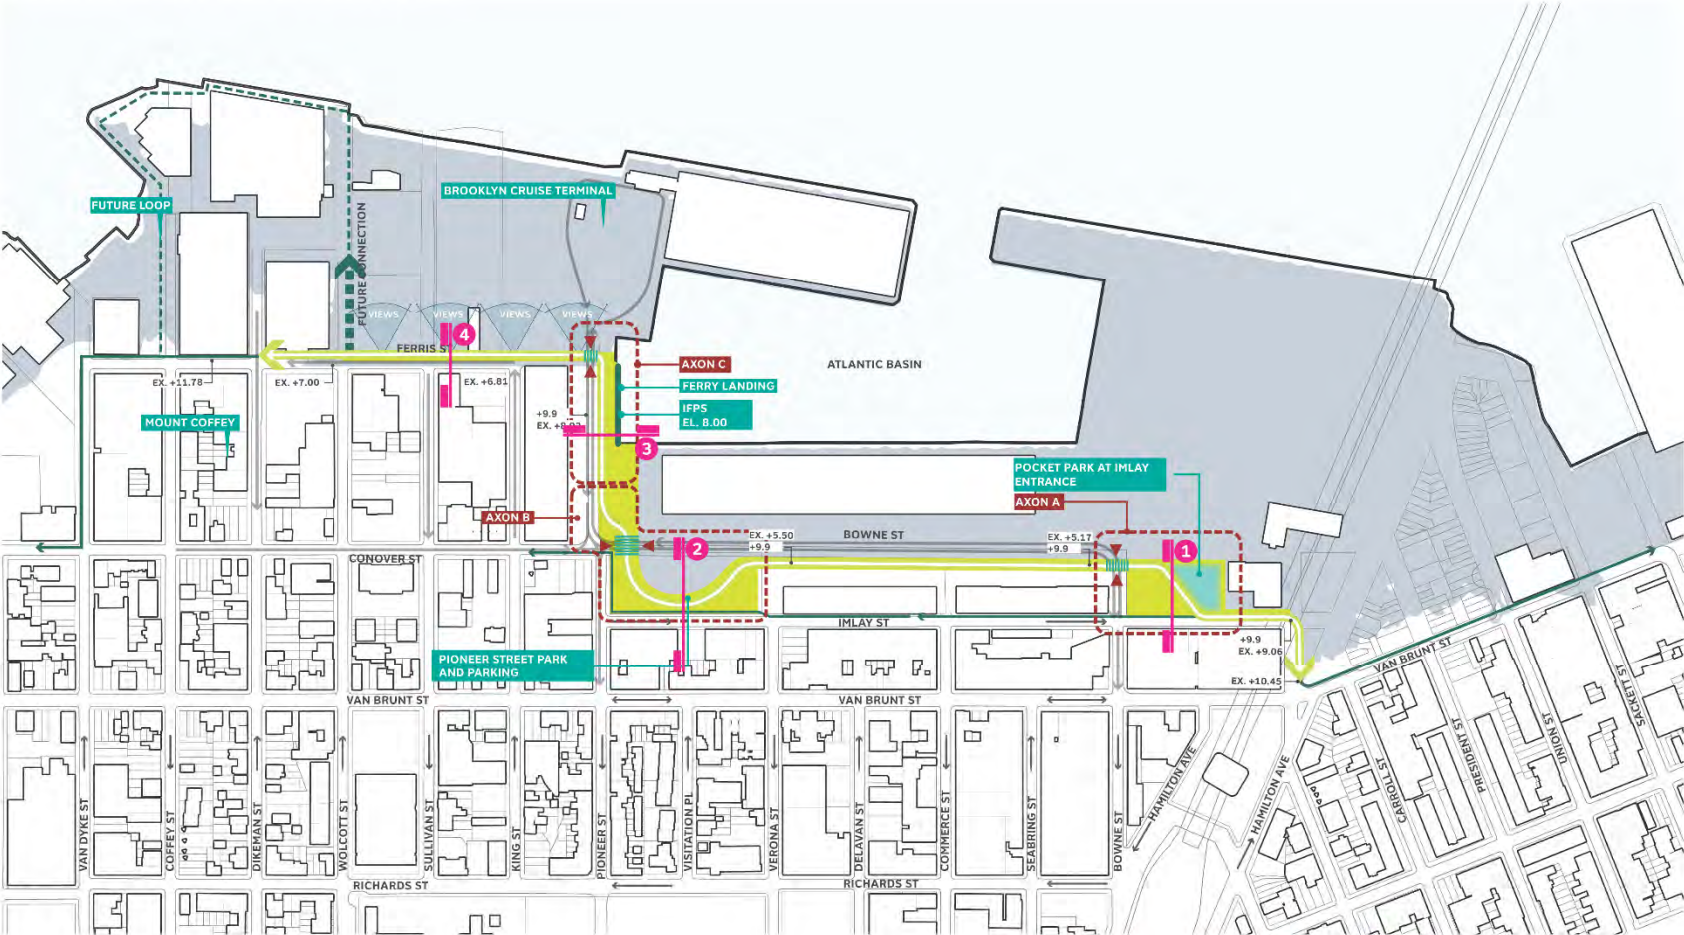 BROOKLYN CRUISE TERMINAL
FUTURE LOOP
FUTURE CONNECTION
VIEWS
VIEWS
VIEWS
VIEWS
4
FERRIS ST
ATLANTIC BASIN
AXON C
FERRY LANDING
IFPS
EL. 8.00
EX. +11.78
EX. +7.00
EX. +6.81
+9.9
MOUNT COFFEY
3
POCKET PARK AT IMLAY
ENTRANCE
AXON A
AXON B
BOWNE ST
EX. +5.50
+9.9
EX. +5.17
+9.9
2
1
CONOVER ST
IMLAY ST
+9.9
EX. +9.06
EX. +10.45
PIONEER STREET PARK
AND PARKING
VAN BRUNT ST
VAN BRUNT ST
VAN BRUNT ST
VAN DYKE ST
COFFEY ST
DIKEMAN ST
WOLCOTT ST
SULLIVAN ST
KING ST
PIONEER ST
VISITATION PL
VERONA ST
DELAVAN ST
COMMERCE ST
SEABRING ST
BOWNE ST
HAMILTON AVE
HAMILTON AVE
CARROLL ST
PRESIDENT ST
UNION ST
SACKETT ST
RICHARDS ST
RICHARDS ST